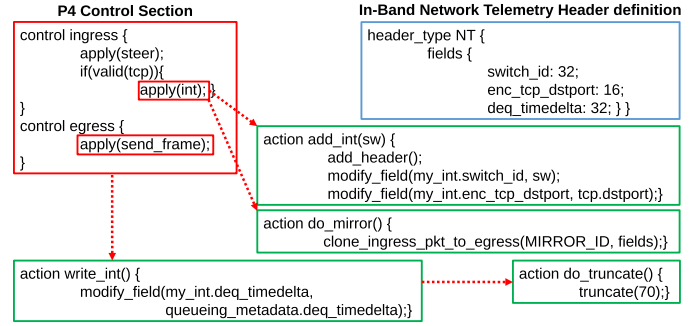 P4 Control Section
control ingress {
apply(steer);
if(valid(tcp)){
apply(int); }
}
control egress {
apply(send_frame);
}
In-Band Network Telemetry Header definition
header_type NT {
fields {
switch_id: 32;
enc_tcp_dstport: 16;
deq_timedelta: 32; } }
action add_int(sw) {
add_header();
modify_field(my_int.switch_id, sw);
modify_field(my_int.enc_tcp_dstport, tcp.dstport);}
action do_mirror() {
clone_ingress_pkt_to_egress(MIRROR_ID, fields);}
action write_int() {
modify_field(my_int.deq_timedelta,
queueing_metadata.deq_timedelta);}
action do_truncate() {
truncate(70);}